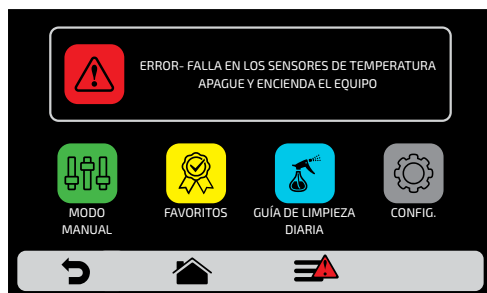 ERROR- FALLA EN LOS SENSORES DE TEMPERATURA
APAGUE Y ENCIENDA EL EQUIPO
MODO
MANUAL
FAVORITOS
GUÍA DE LIMPIEZA
DIARIA
CONFIG.